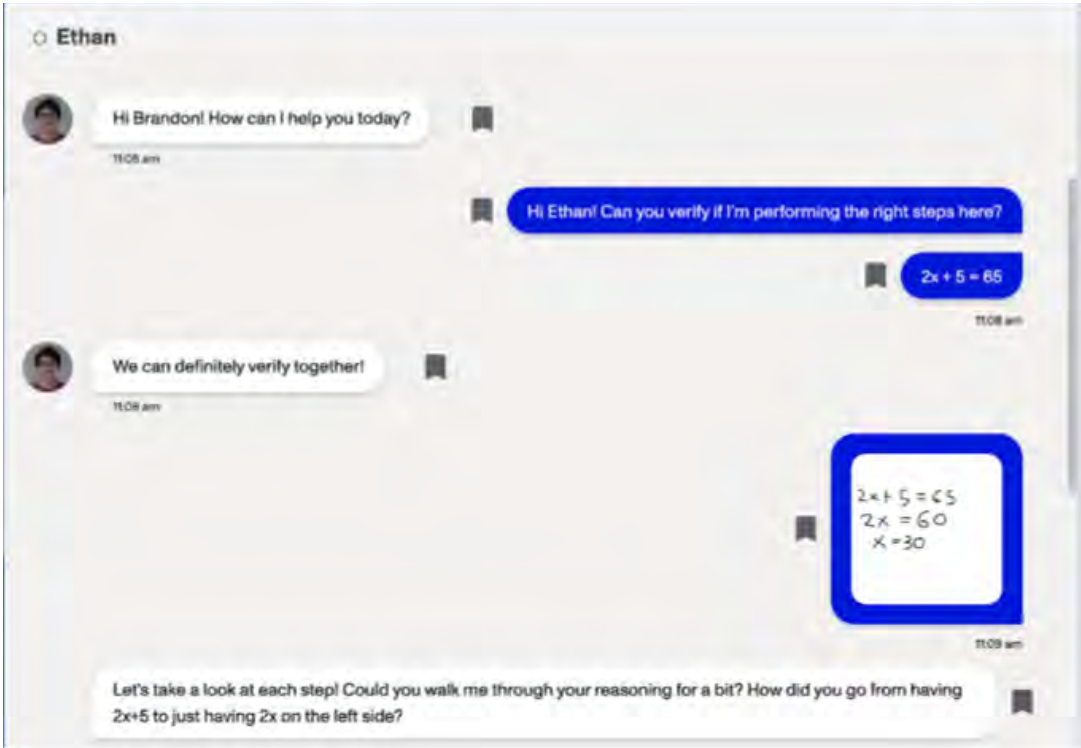 Ethan
Hi Brandon! How can I help you today?
11:08 am
Hi Ethan! Can you verify if I'm performing the right steps here?
2x + 5 = 65
11:08 am
We can definitely verify together!
11:08 am
2x+ 5 = 65
2x = 60
x = 30
11:09 am
Let's take a look at each step! Could you walk me through your reasoning for a bit? How did you go from having
2x+5 to just having 2x on the left side?